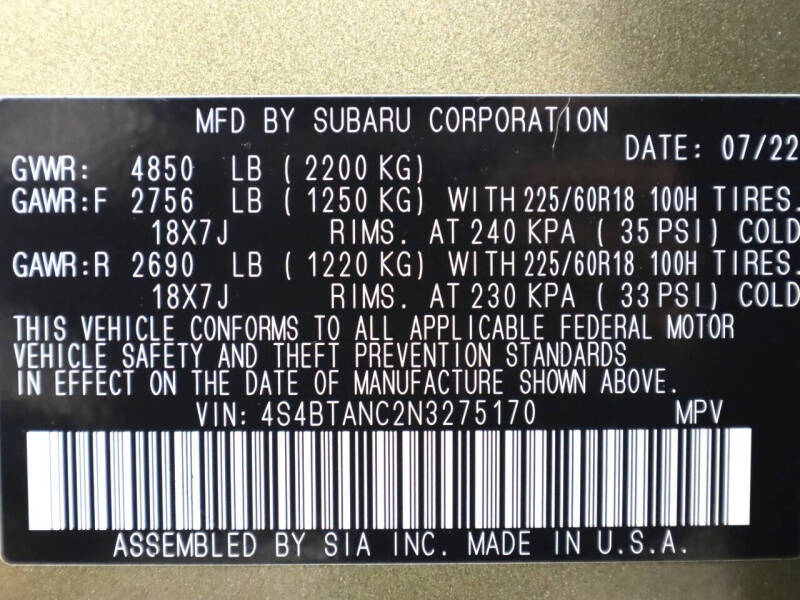 MFD BY SUBARU CORPORATION
DATE: 07/22
GVWR: 4850 LB ( 2200 KG)
GAWR:F 2756 LB ( 1250 KG) WITH 225/60R18 100H TIRES.
18X7J RIMS. AT 240 KPA ( 35 PSI) COLD
GAWR:R 2690 LB ( 1220 KG) WITH 225/60R18 100H TIRES.
18X7J RIMS. AT 230 KPA ( 33 PSI) COLD
THIS VEHICLE CONFORMS TO ALL APPLICABLE FEDERAL MOTOR
VEHICLE SAFETY AND THEFT PREVENTION STANDARDS
IN EFFECT ON THE DATE OF MANUFACTURE SHOWN ABOVE.
VIN: 4S4BTANC2N3275170 MPV
ASSEMBLED BY SIA INC. MADE IN U.S.A.